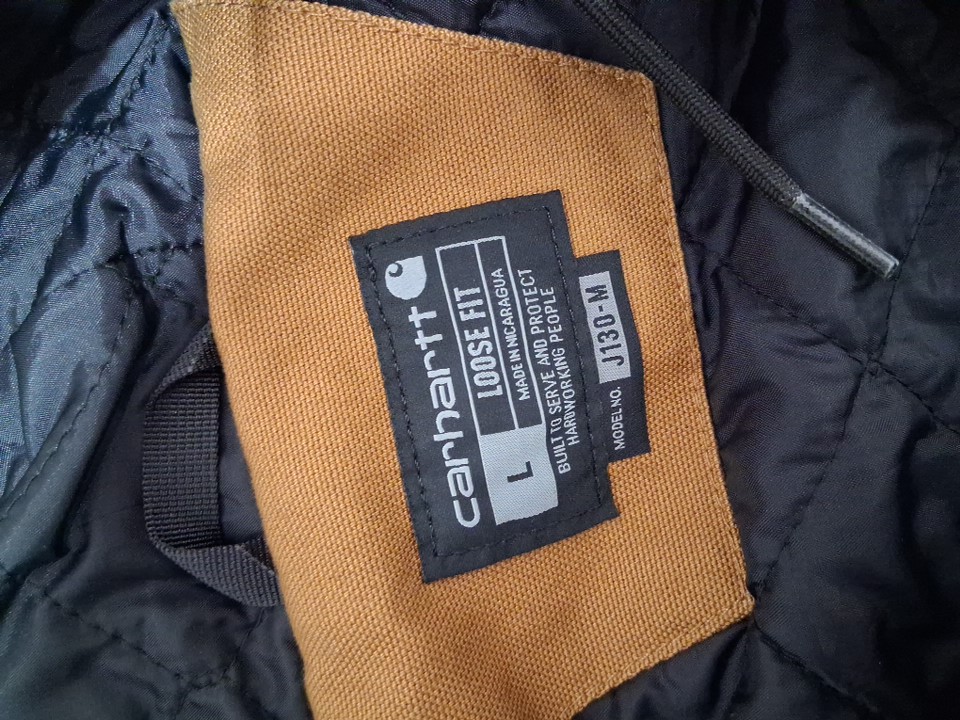 carhartt
LOOSE FIT
L
MADE IN NICARAGUA
BUILT TO SERVE AND PROTECT
HARDWORKING PEOPLE
MODEL NO. J130-M